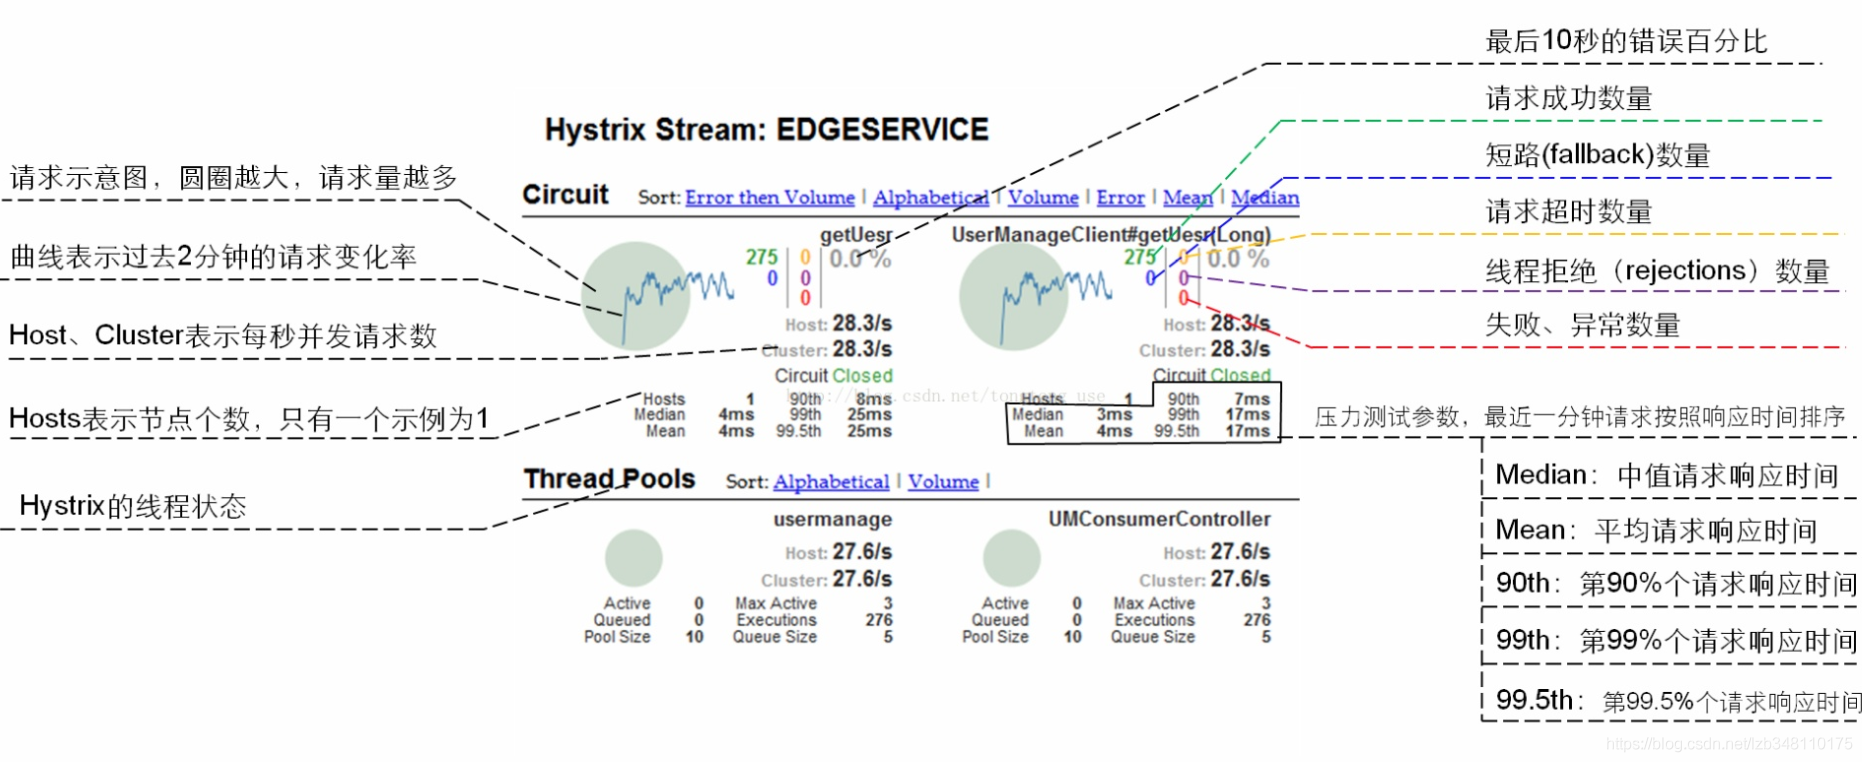 最后10秒的错误百分比
请求成功数量
短路(fallback)数量
请求超时数量
线程拒绝（rejections）数量
失败、异常数量
请求示意图，圆圈越大，请求量越多
曲线表示过去2分钟的请求变化率
Host、Cluster表示每秒并发请求数
Hosts表示节点个数，只有一个示例为1
Hystrix的线程状态
Hystrix Stream: EDGESERVICE
Circuit Sort: Error then Volume | Alphabetical | Volume | Error | Mean | Median
getUesr
275 0 0.0 %
0 0
0
Host: 28.3/s
Cluster: 28.3/s
Circuit Closed
Hosts 1 90th 8ms
Median 4ms 99th 25ms
Mean 4ms 99.5th 25ms
UserManageClient#getUesr(Long)
275 0 0.0 %
0 0
0
Host: 28.3/s
Cluster: 28.3/s
Circuit Closed
Hosts 1 90th 7ms
Median 3ms 99th 17ms
Mean 4ms 99.5th 17ms
Thread Pools Sort: Alphabetical | Volume |
usermanage
Host: 27.6/s
Cluster: 27.6/s
Active 0 Max Active 3
Queued 0 Executions 276
Pool Size 10 Queue Size 5
UMConsumerController
Host: 27.6/s
Cluster: 27.6/s
Active 0 Max Active 3
Queued 0 Executions 276
Pool Size 10 Queue Size 5
压力测试参数，最近一分钟请求按照响应时间排序
Median：中值请求响应时间
Mean：平均请求响应时间
90th：第90%个请求响应时间
99th：第99%个请求响应时间
99.5th：第99.5%个请求响应时间
https://blog.csdn.net/lzb348110175